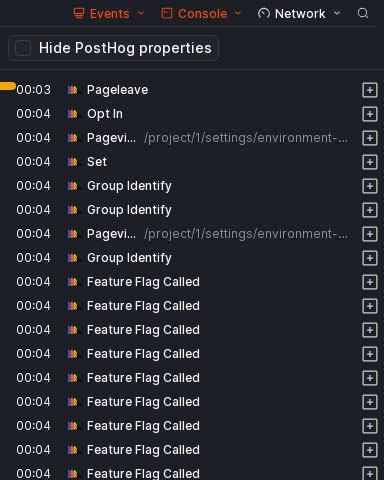 Events Console Network
Hide PostHog properties
00:03 Pageleave
00:04 Opt In
00:04 Pagevi... /project/1/settings/environment-...
00:04 Set
00:04 Group Identify
00:04 Group Identify
00:04 Pagevi... /project/1/settings/environment-...
00:04 Group Identify
00:04 Feature Flag Called
00:04 Feature Flag Called
00:04 Feature Flag Called
00:04 Feature Flag Called
00:04 Feature Flag Called
00:04 Feature Flag Called
00:04 Feature Flag Called
00:04 Feature Flag Called
00:04 Feature Flag Called